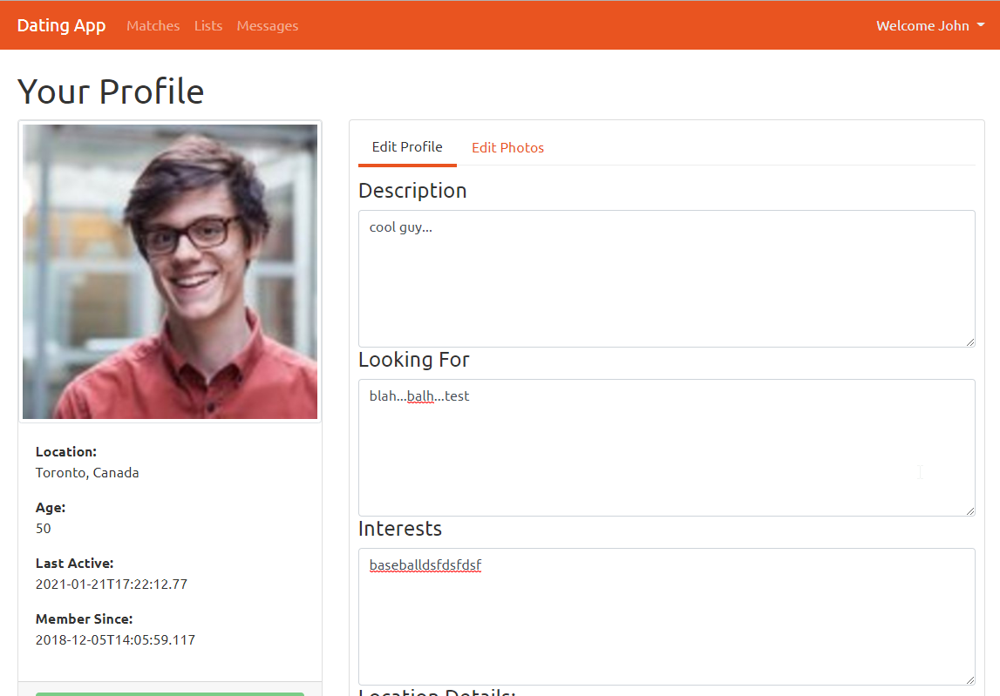 Dating App Matches Lists Messages Welcome John
Your Profile
Location:
Toronto, Canada
Age:
50
Last Active:
2021-01-21T17:22:12.77
Member Since:
2018-12-05T14:05:59.117
Edit Profile Edit Photos
Description
cool guy...
Looking For
blah...balh...test
Interests
baseballdsfdsfdsf
Location Details: